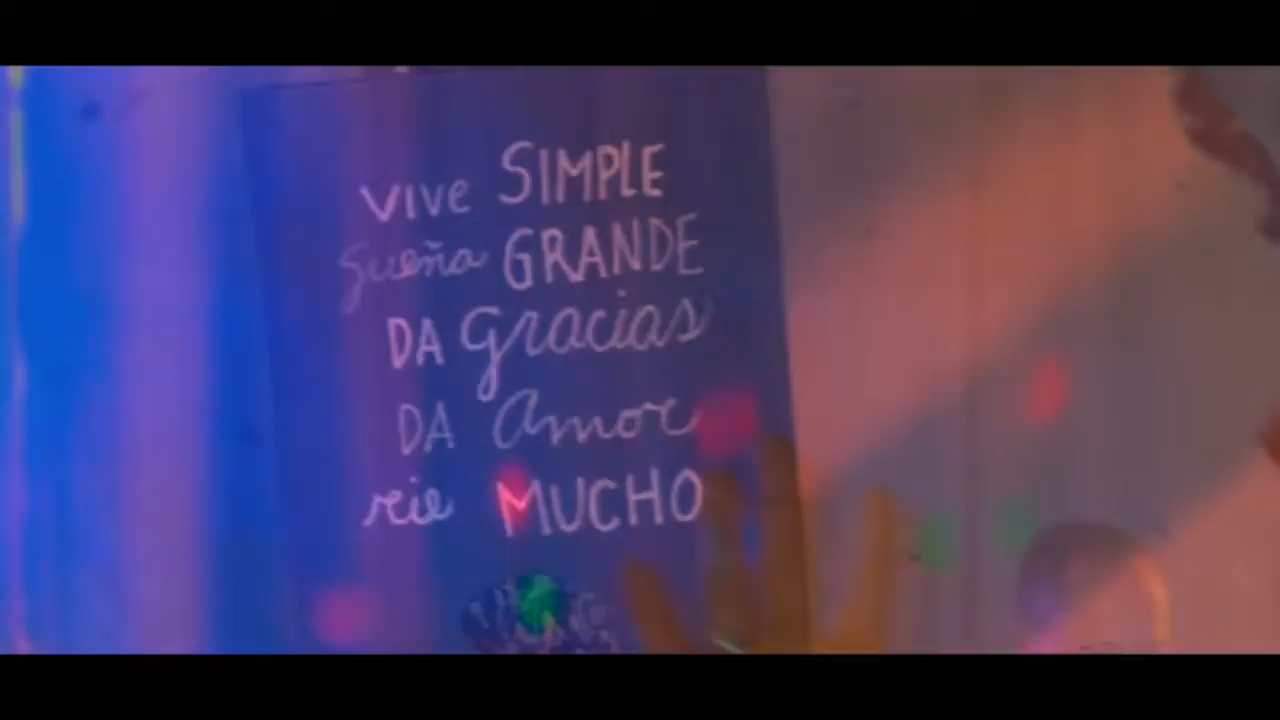 vive SIMPLE
sueña GRANDE
DA Gracias
DA Amor
rie MUCHO